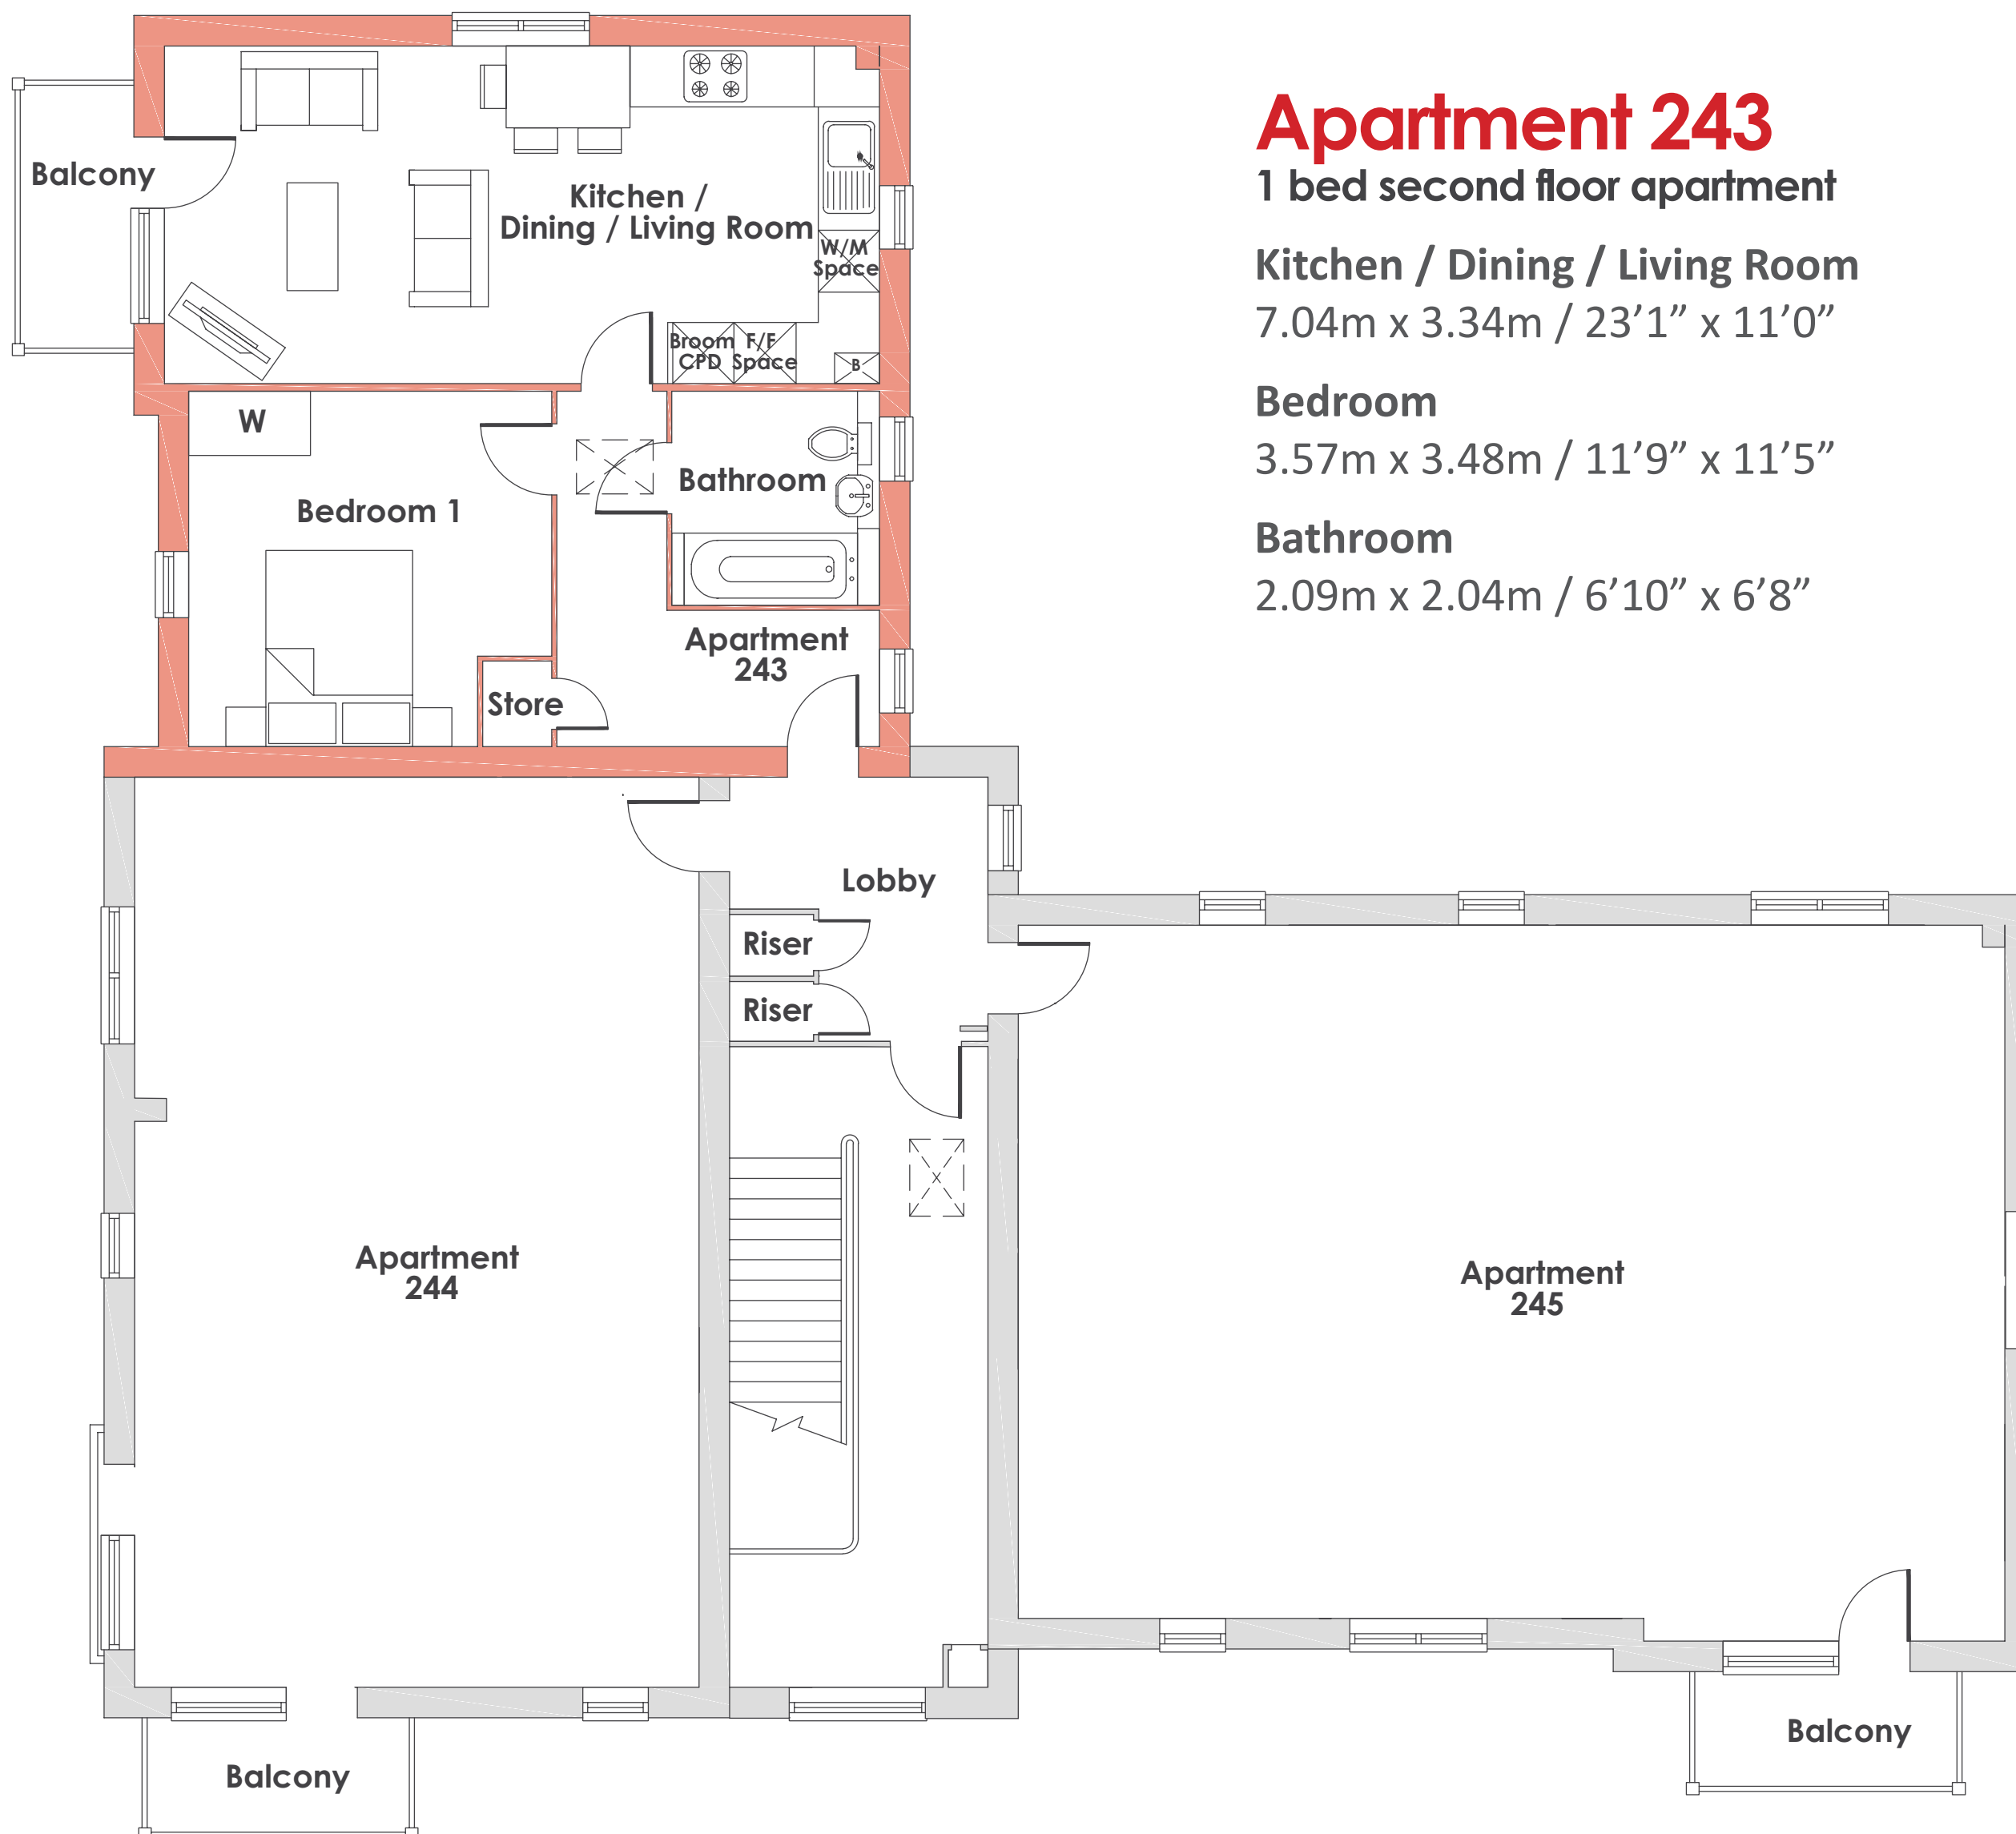 Apartment 243
1 bed second floor apartment
Kitchen / Dining / Living Room
7.04m x 3.34m / 23’1” x 11’0”
Bedroom
3.57m x 3.48m / 11’9” x 11’5”
Bathroom
2.09m x 2.04m / 6’10” x 6’8”
Balcony
Kitchen /
Dining / Living Room
W/M
Space
Broom
CPD
F/F
Space
B
W
Bedroom 1
Bathroom
Apartment
243
Store
Lobby
Riser
Riser
Apartment
244
Apartment
245
Balcony
Balcony